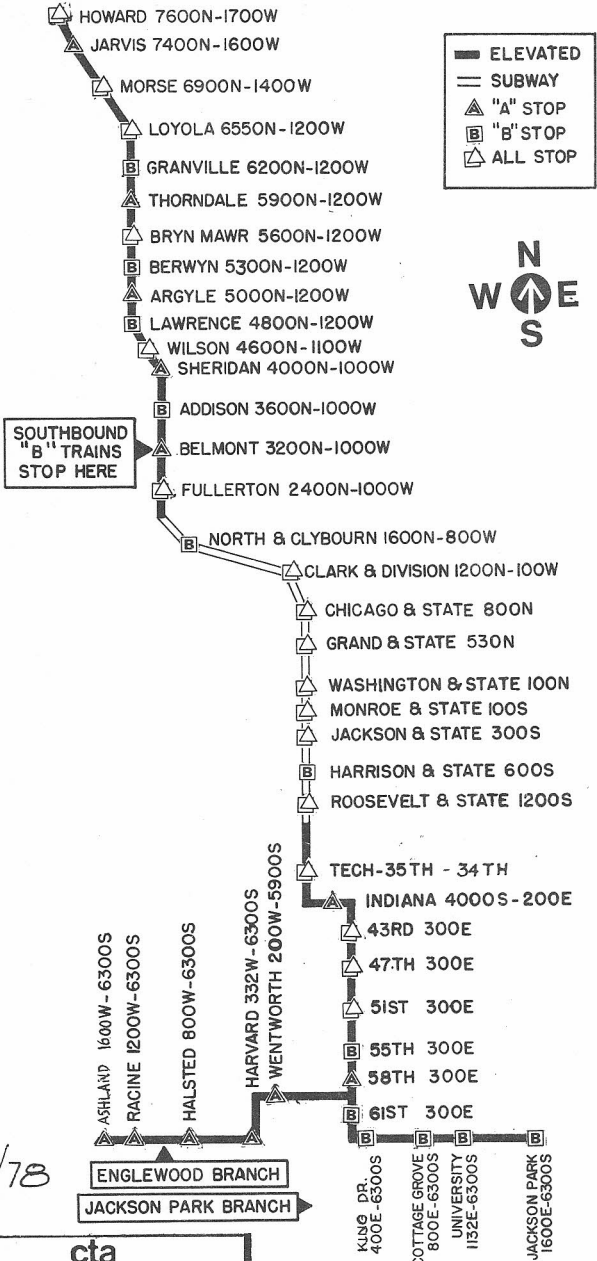 HOWARD 7600N-1700W
JARVIS 7400N-1600W
MORSE 6900N-1400W
LOYOLA 6550N-1200W
B GRANVILLE 6200N-1200W
A THORNDALE 5900N-1200W
BRYN MAWR 5600N-1200W
B BERWYN 5300N-1200W
A ARGYLE 5000N-1200W
B LAWRENCE 4800N-1200W
WILSON 4600N-1100W
A SHERIDAN 4000N-1000W
B ADDISON 3600N-1000W
A BELMONT 3200N-1000W
FULLERTON 2400N-1000W
B NORTH & CLYBOURN 1600N-800W
CLARK & DIVISION 1200N-100W
CHICAGO & STATE 800N
GRAND & STATE 530N
WASHINGTON & STATE 100N
MONROE & STATE 100S
JACKSON & STATE 300S
B HARRISON & STATE 600S
ROOSEVELT & STATE 1200S
TECH-35TH - 34TH
A INDIANA 4000S-200E
43RD 300E
47TH 300E
51ST 300E
B 55TH 300E
A 58TH 300E
B 61ST 300E
ELEVATED
SUBWAY
A "A" STOP
B "B" STOP
ALL STOP
N
W E
S
SOUTHBOUND
"B" TRAINS
STOP HERE
ASHLAND 1600W-6300S
RACINE 1200W-6300S
HALSTED 800W-6300S
HARVARD 332W-6300S
WENTWORTH 200W-5900S
A A A A A
B B B B
KING DR.
400E-6300S
COTTAGE GROVE
800E-6300S
UNIVERSITY
1132E-6300S
JACKSON PARK
1600E-6300S
ENGLEWOOD BRANCH
JACKSON PARK BRANCH
/78
cta